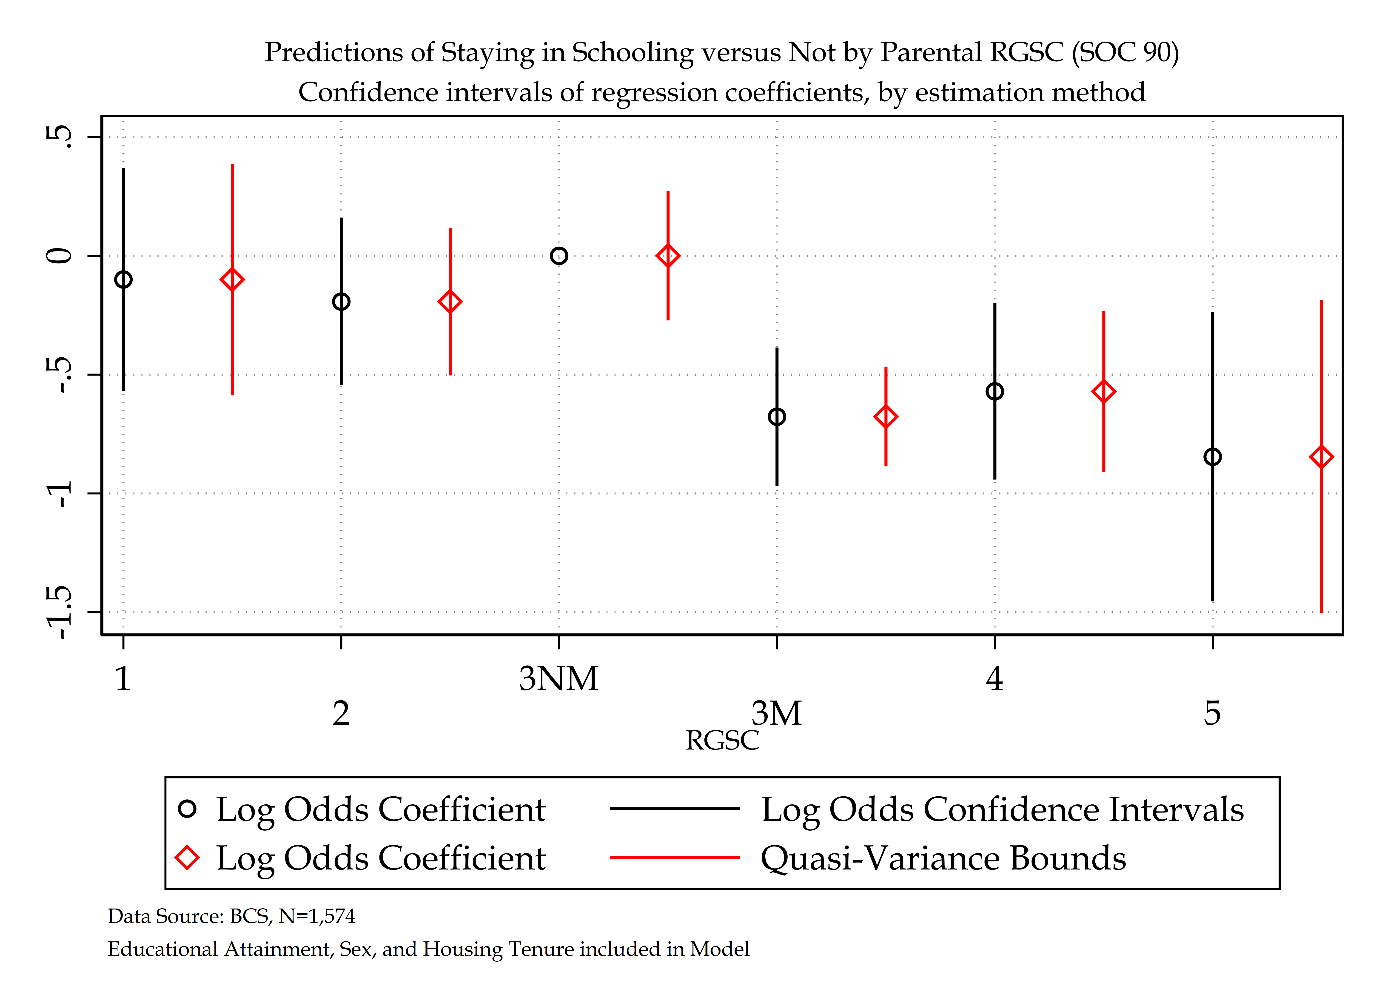 Predictions of Staying in Schooling versus Not by Parental RGSC (SOC 90)
Confidence intervals of regression coefficients, by estimation method
.5
0
-.5
-1
-1.5
1
2
3NM
3M
4
5
RGSC
Log Odds Coefficient
Log Odds Confidence Intervals
Log Odds Coefficient
Quasi-Variance Bounds
Data Source: BCS, N=1,574
Educational Attainment, Sex, and Housing Tenure included in Model